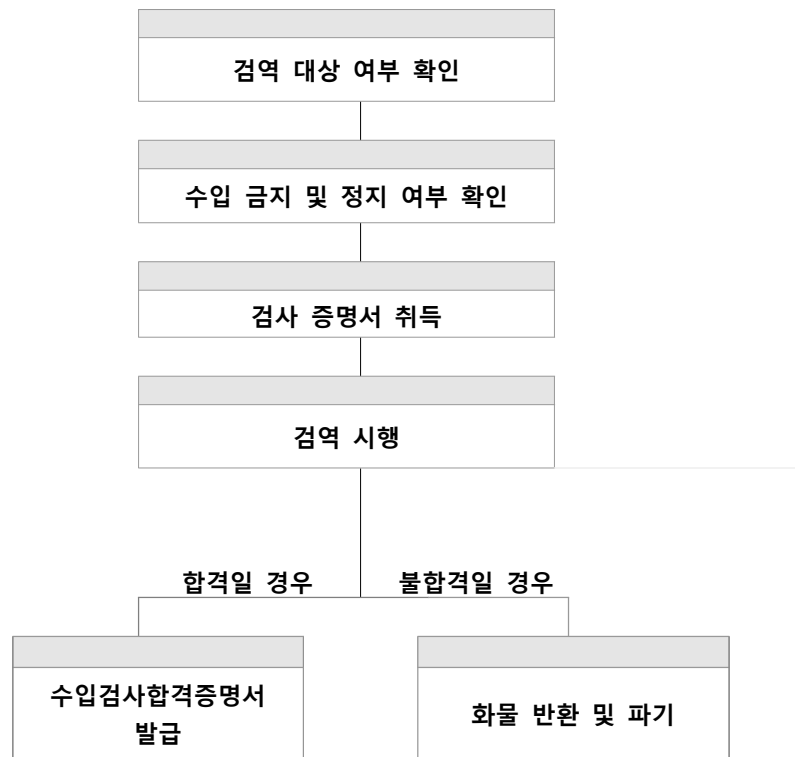 검역 대상 여부 확인
수입 금지 및 정지 여부 확인
검사 증명서 취득
검역 시행
합격일 경우
불합격일 경우
수입검사합격증명서
발급
화물 반환 및 파기